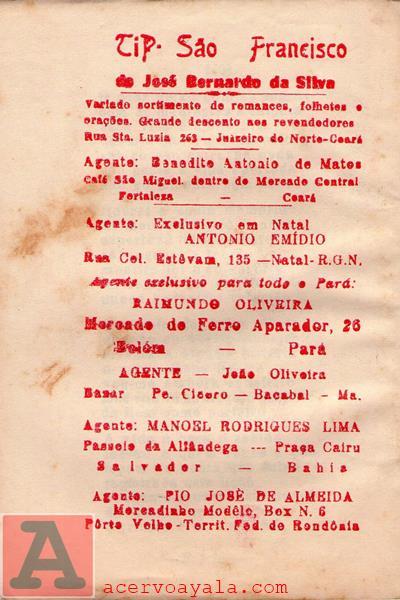 TIP. São Francisco
de José Bernardo da Silva
Variado sortimento de romances, folhetos e
orações. Grande desconto aos revendedores
Rua Sta. Luzia 263 — Juazeiro do Norte-Ceará
Agente: Benedito Antonio de Matos
Café São Miguel. dentro do Mercado Central
Fortaleza — Ceará
Agente: Exclusivo em Natal
ANTONIO EMÍDIO
Rua Cel. Estêvam, 135 —Natal- R.G.N.
Agente exclusivo para todo o Pará:
RAIMUNDO OLIVEIRA
Mercado de Ferro Aparador, 26
Belém — Pará
AGENTE — João Oliveira
Bazar Pe. Cicero — Bacabal - Ma.
Agente: MANOEL RODRIGUES LIMA
Passeio da Alfândega --- Praça Cairu
Salvador — Bahia
Agente: PIO JOSÉ DE ALMEIDA
Mercadinho Modêlo, Box N. 6
Pôrto Velho-Territ. Fed. de Rondônia
A
acervoayala.com